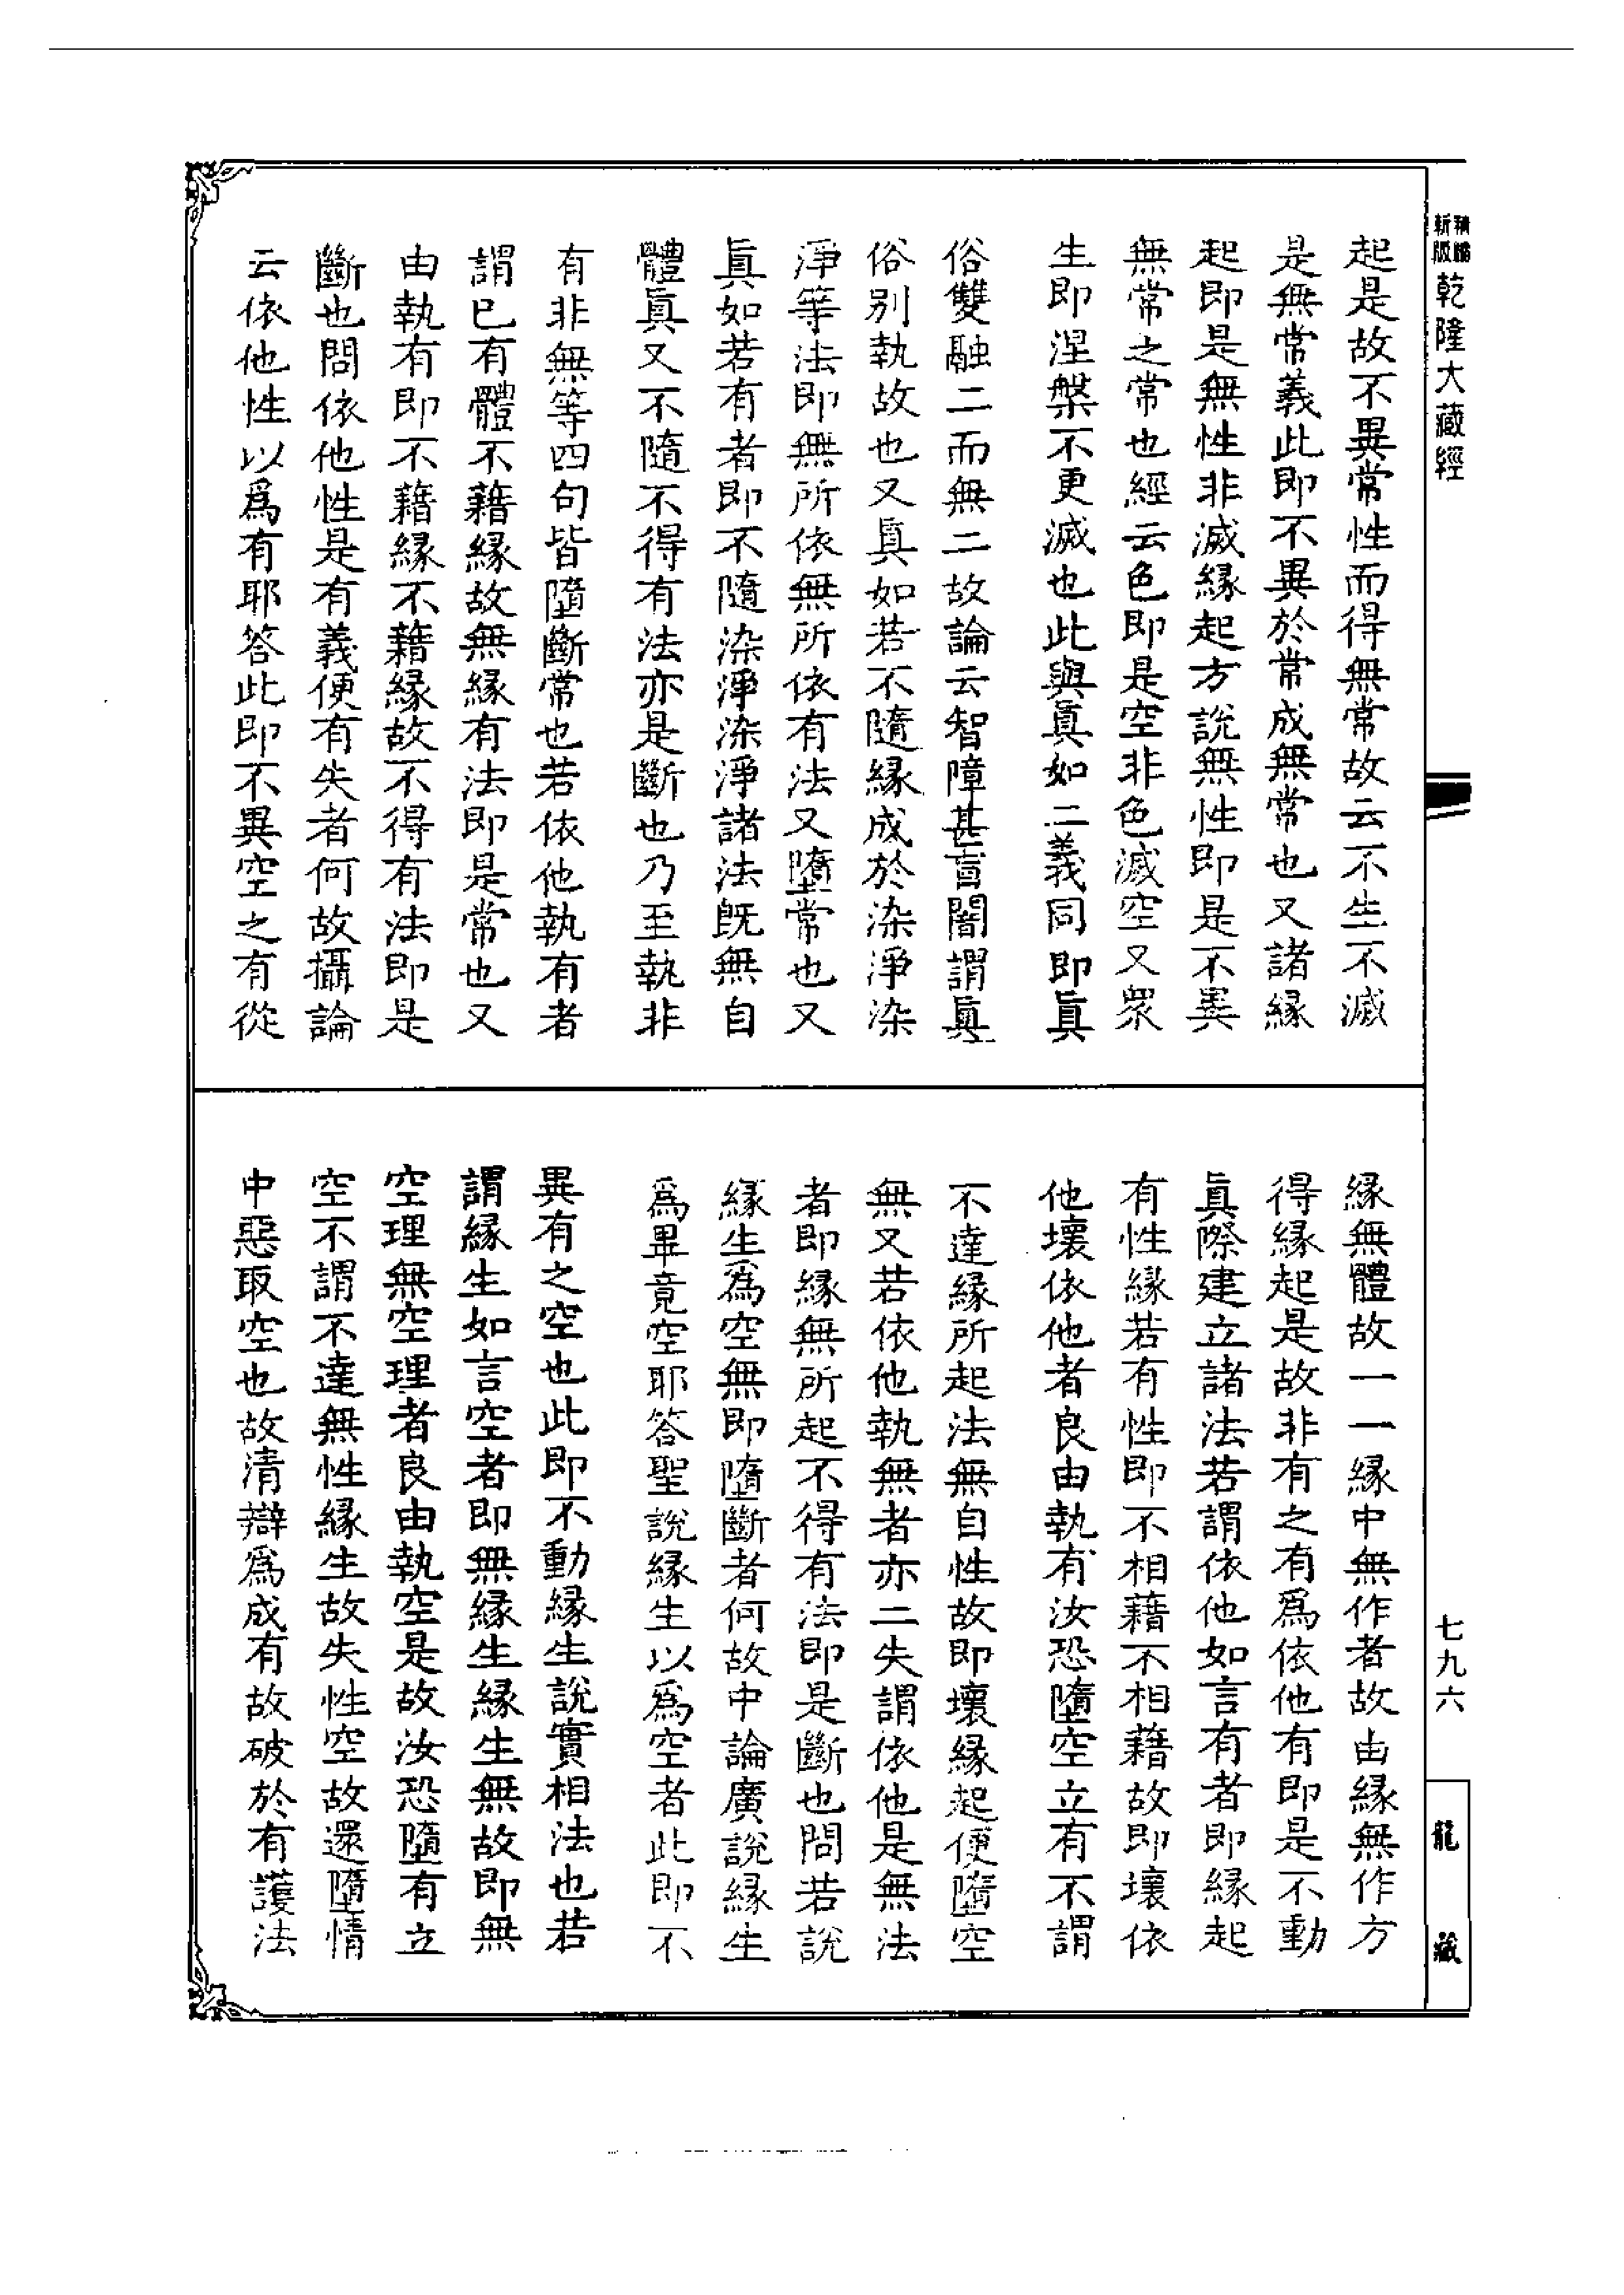 新版
精編
乾隆大藏經
七九六
龍藏
起是故不異常性而得無常故云不生不滅
是無常義此即不異於常成無常也又諸緣
起即是無性非滅緣起方說無性即是不異
無常之常也經云色即是空非色滅空又眾
生即涅槃不更滅也此與眞如二義同即眞
俗雙融二而無二故論云智障甚盲闇謂眞
俗別執故也又眞如若不隨緣成於染淨染
淨等法即無所依無所依有法又墮常也又
眞如若有者即不隨染淨染淨諸法既無自
體眞又不隨不得有法亦是斷也乃至執非
有非無等四句皆墮斷常也若依他執有者
謂已有體不藉緣故無緣有法即是常也又
由執有即不藉緣不藉緣故不得有法即是
斷也問依他性是有義便有失者何故攝論
云依他性以爲有耶答此即不異空之有從
緣無體故一一緣中無作者故由緣無作方
得緣起是故非有之有爲依他有即是不動
眞際建立諸法若謂依他如言有者即緣起
有性緣若有性即不相藉不相藉故即壞依
他壞依他者良由執有汝恐墮空立有不謂
不達緣所起法無自性故即壞緣起便墮空
無又若依他執無者亦二失謂依他是無法
者即緣無所起不得有法即是斷也問若說
緣生爲空無即墮斷者何故中論廣說緣生
爲畢竟空耶答聖說緣生以爲空者此即不
異有之空也此即不動緣生說實相法也若
謂緣生如言空者即無緣生緣生無故即無
空理無空理者良由執空是故汝恐墮有立
空不謂不達無性緣生故失性空故還墮情
中惡取空也故清辯爲成有故破於有護法